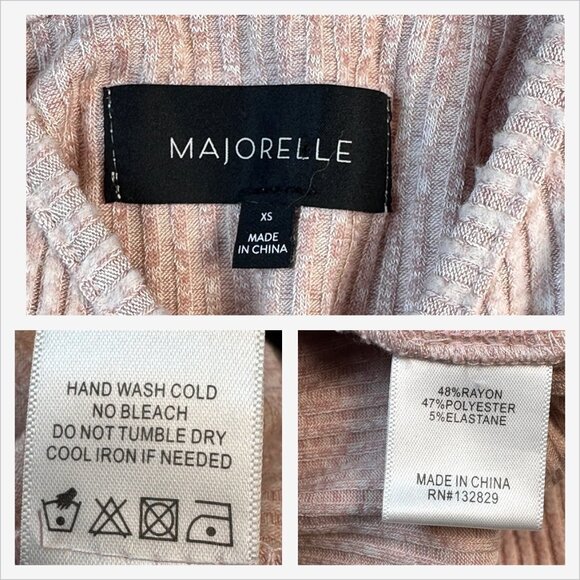 MAJORELLE
XS
MADE
IN CHINA
HAND WASH COLD
NO BLEACH
DO NOT TUMBLE DRY
COOL IRON IF NEEDED
48%RAYON
47%POLYESTER
5%ELASTANE
MADE IN CHINA
RN#132829